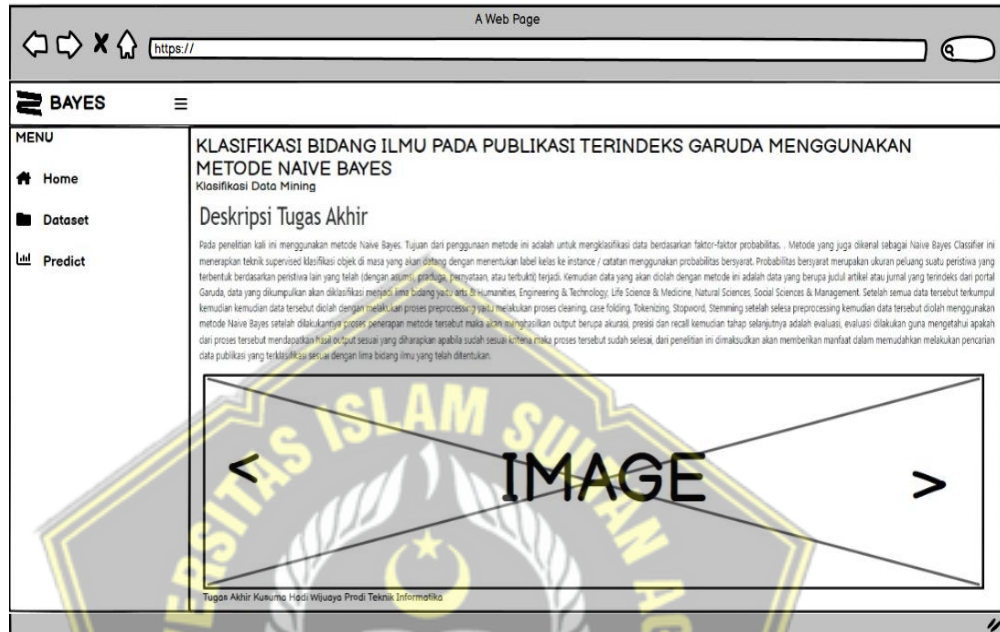 A Web Page
https://
BAYES
MENU
Home
Dataset
Predict
KLASIFIKASI BIDANG ILMU PADA PUBLIKASI TERINDEKS GARUDA MENGGUNAKAN
METODE NAIVE BAYES
Klasifikasi Data Mining
Deskripsi Tugas Akhir
Pada penelitian kali ini menggunakan metode Naive Bayes. Tujuan dari penggunaan metode ini adalah untuk mengklasifikasi data berdasarkan faktor-faktor probabilitas. . Metode yang juga dikenal sebagai Naive Bayes Classifier ini
menerapkan teknik supervised klasifikasi objek di masa yang akan datang dengan menentukan label kelas ke instance / catatan menggunakan probabilitas bersyarat. Probabilitas bersyarat merupakan ukuran peluang suatu peristiwa yang
terbentuk berdasarkan peristiwa lain yang telah (dengan asumsi, praduga, pernyataan, atau terbukti) terjadi. Kemudian data yang akan diolah dengan metode ini adalah data yang berupa judul artikel atau jurnal yang terindeks dari portal
Garuda, data yang dikumpulkan akan diklasifikasi menjadi lima bidang yaitu arts & Humanities, Engineering & Technology, Life Science & Medicine, Natural Sciences, Social Sciences & Management. Setelah semua data tersebut terkumpul
kemudian kemudian data tersebut diolah dengan melakukan proses preprocessing yaitu melakukan proses cleaning, case folding, Tokenizing, Stopword, Stemming setelah selesa preprocessing kemudian data tersebut diolah menggunakan
metode Naive Bayes setelah dilakukannya proses penerapan metode tersebut maka akan menghasilkan output berupa akurasi, presisi dan recall kemudian tahap selanjutnya adalah evaluasi, evaluasi dilakukan guna mengetahui apakah
dari proses tersebut mendapatkan hasil output sesuai yang diharapkan apabila sudah sesuai kriteria maka proses tersebut sudah selesai, dari penelitian ini dimaksudkan akan memberikan manfaat dalam memudahkan melakukan pencarian
data publikasi yang terklasifikasi sesuai dengan lima bidang ilmu yang telah ditentukan.
< IMAGE >
Tugas Akhir Kusuma Hadi Wijuaya Prodi Teknik Informatika
ISLAM SULTAN